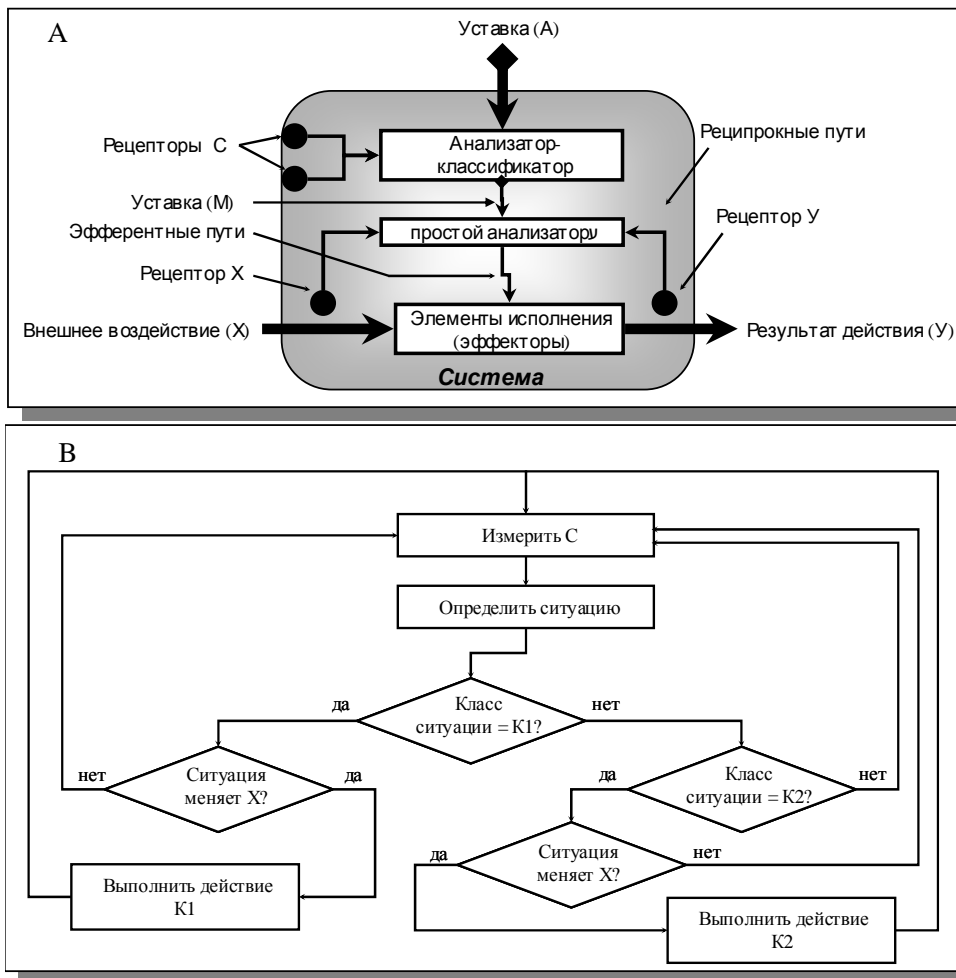 A
Уставка (А)
Рецепторы С
Анализатор-
классификатор
Реципрокные пути
Уставка (М)
Эфферентные пути
простой анализаторν
Рецептор У
Рецептор Х
Внешнее воздействие (Х)
Элементы исполнения
(эффекторы)
Результат действия (У)
Система
B
Измерить С
Определить ситуацию
Класс
ситуации = К1?
да
нет
Ситуация
меняет Х?
нет
да
Класс
ситуации = К2?
да
нет
Ситуация
меняет Х?
да
нет
Выполнить действие
К1
Выполнить действие
К2